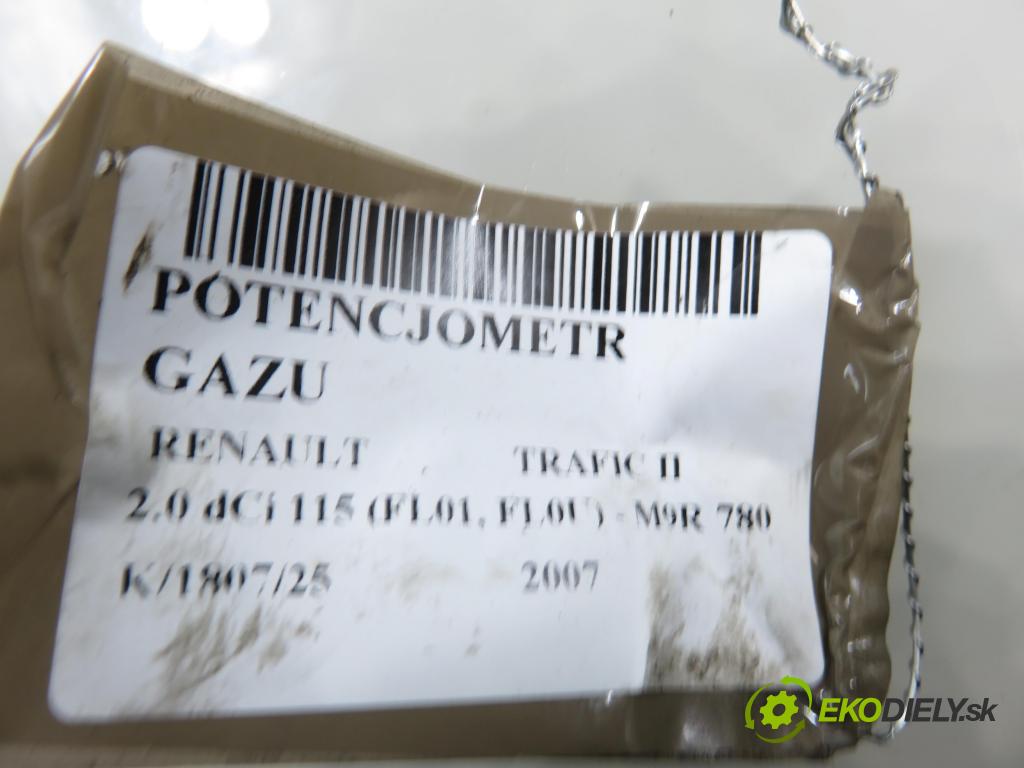 POTENCJOMETR
GAZU
RENAULT TRAFIC II
2.0 dCi 115 (FL01, FL0U) - M9R 780
K/1807/25 2007
EKODIELY.sk